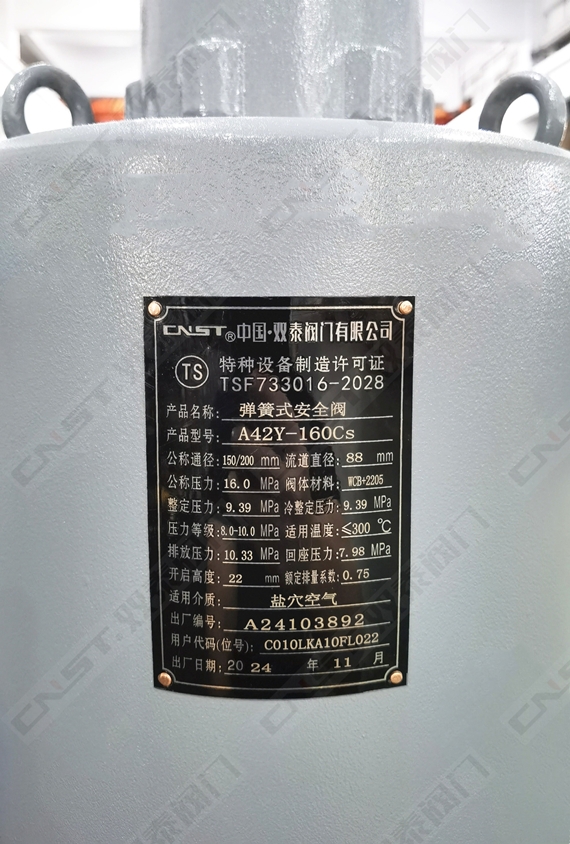 CNST®中国·双泰阀门有限公司
TS 特种设备制造许可证
TSF733016-2028
产品名称: 弹簧式安全阀
产品型号: A42Y-160Cs
公称通径: 150/200 mm 流道直径: 88 mm
公称压力: 16.0 MPa 阀体材料: WCB+2205
整定压力: 9.39 MPa 冷整定压力: 9.39 MPa
压力等级: 8.0-10.0 MPa 适用温度: ≤300 ℃
排放压力: 10.33 MPa 回座压力: 7.98 MPa
开启高度: 22 mm 额定排量系数: 0.75
适用介质: 盐穴空气
出厂编号: A24103892
用户代码(位号): C010LKA10FL022
出厂日期: 2024 年 11 月
CNST 双泰阀门